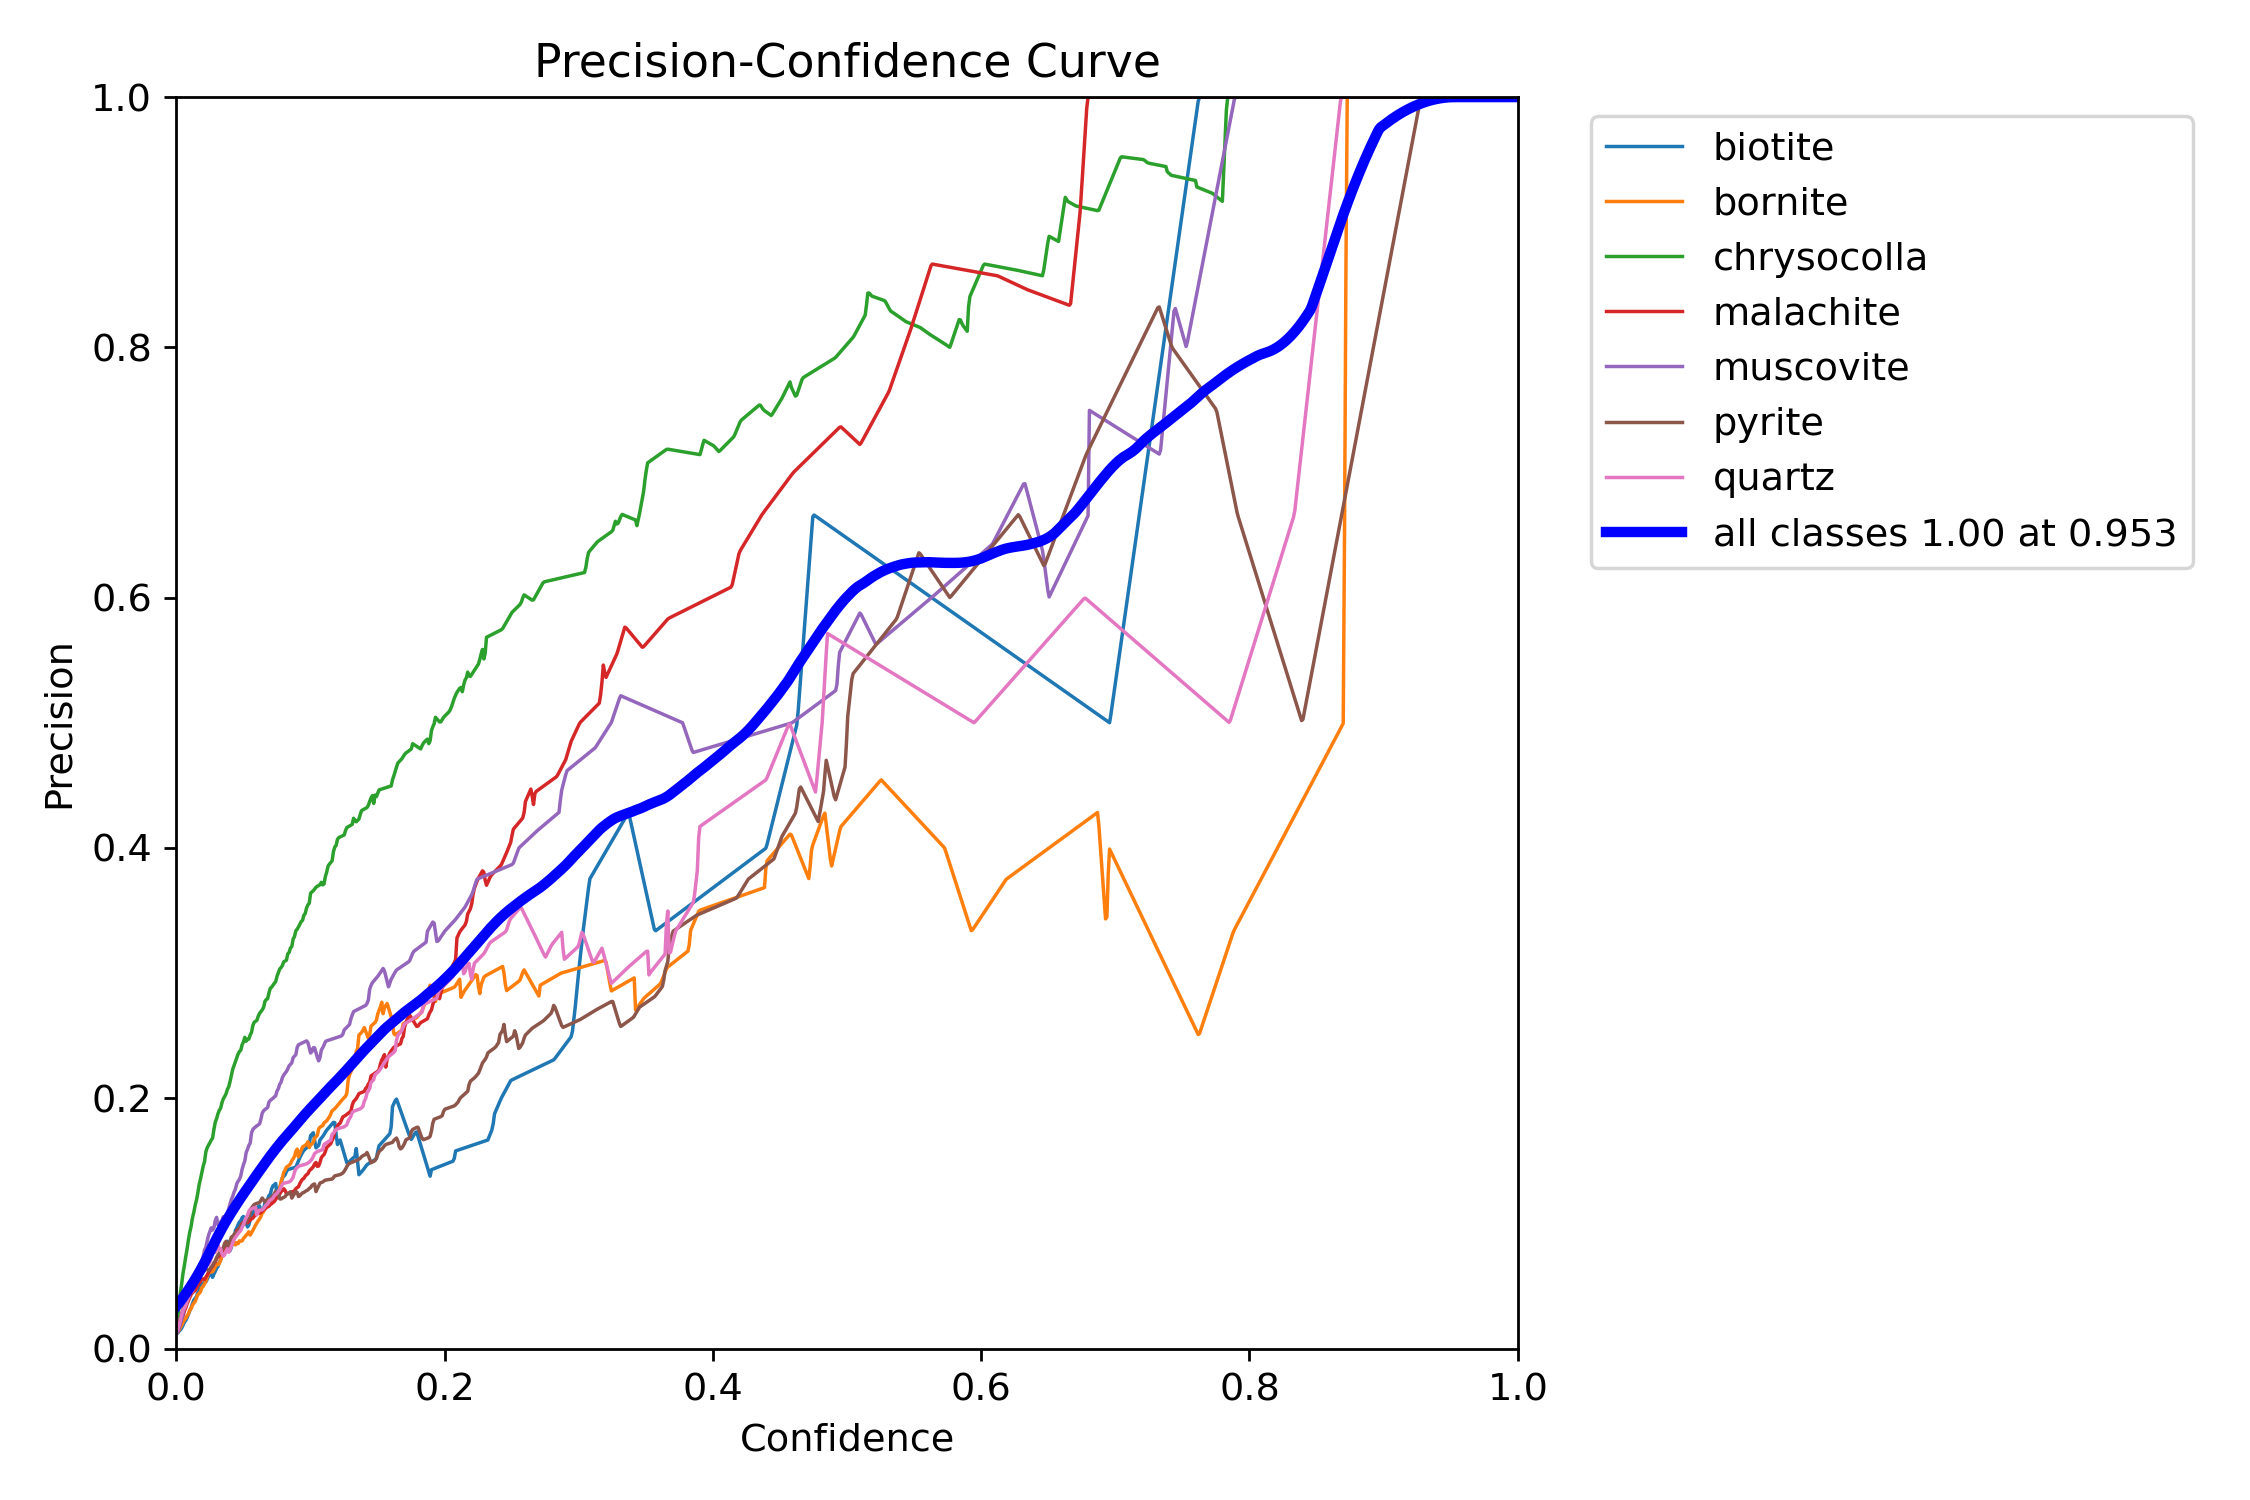 Precision-Confidence Curve
1.0
0.8
0.6
0.4
0.2
0.0
Precision
0.0 0.2 0.4 0.6 0.8 1.0
Confidence
biotite
bornite
chrysocolla
malachite
muscovite
pyrite
quartz
all classes 1.00 at 0.953